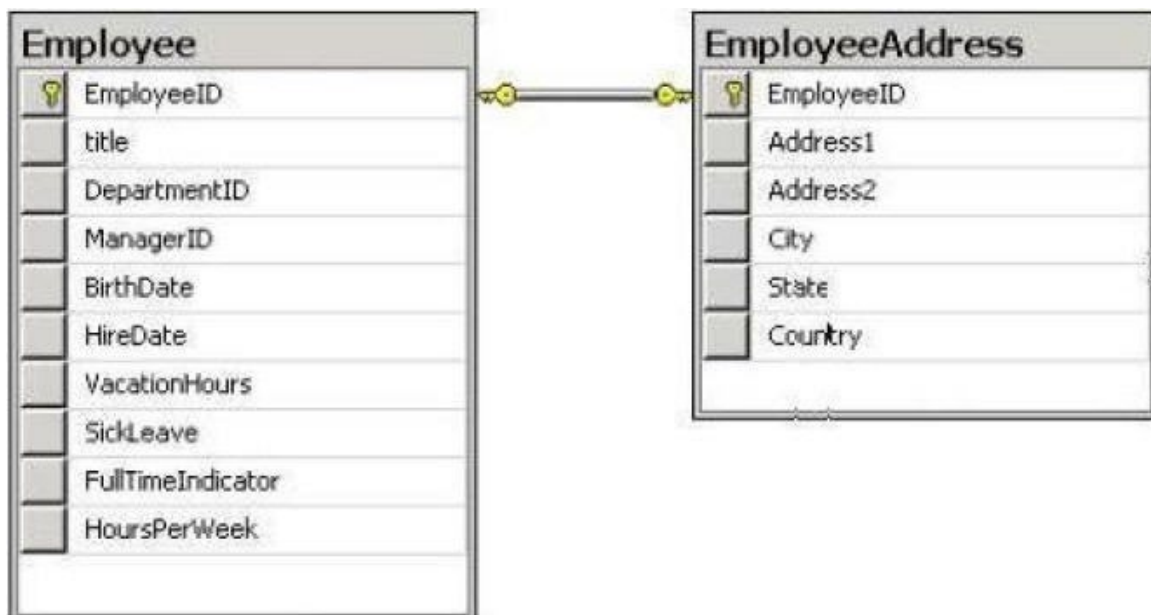 Employee
EmployeeID
title
DepartmentID
ManagerID
BirthDate
HireDate
VacationHours
SickLeave
FullTimeIndicator
HoursPerWeek
EmployeeAddress
EmployeeID
Address1
Address2
City
State
Country